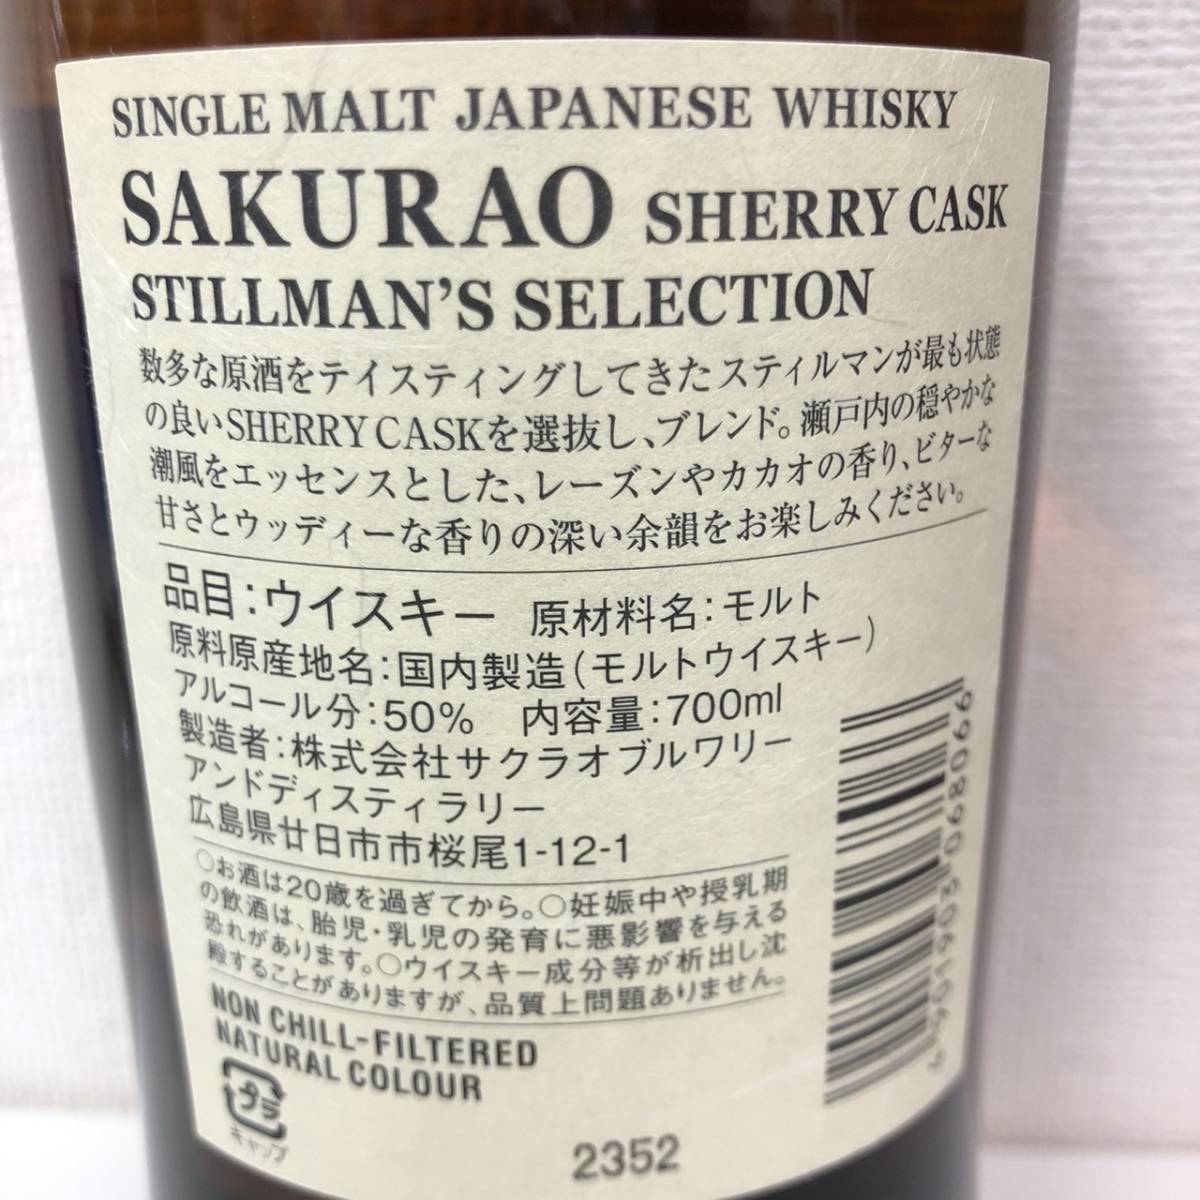 SINGLE MALT JAPANESE WHISKY
SAKURAO SHERRY CASK
STILLMAN'S SELECTION
数多な原酒をテイスティングしてきたスティルマンが最も状態
の良いSHERRY CASKを選抜し、ブレンド。瀬戸内の穏やかな
潮風をエッセンスとした、レーズンやカカオの香り、ビターな
甘さとウッディーな香りの深い余韻をお楽しみください。
品目:ウイスキー 原材料名:モルト
原料原産地名:国内製造(モルトウイスキー)
アルコール分:50% 内容量:700ml
製造者:株式会社サクラオブルワリー
アンドディスティラリー
広島県廿日市市桜尾1-12-1
○お酒は20歳を過ぎてから。○妊娠中や授乳期
の飲酒は、胎児・乳児の発育に悪影響を与える
恐れがあります。○ウイスキー成分等が析出し沈
殿することがありますが、品質上問題ありません。
NON CHILL-FILTERED
NATURAL COLOUR
プラ
キャップ
2352